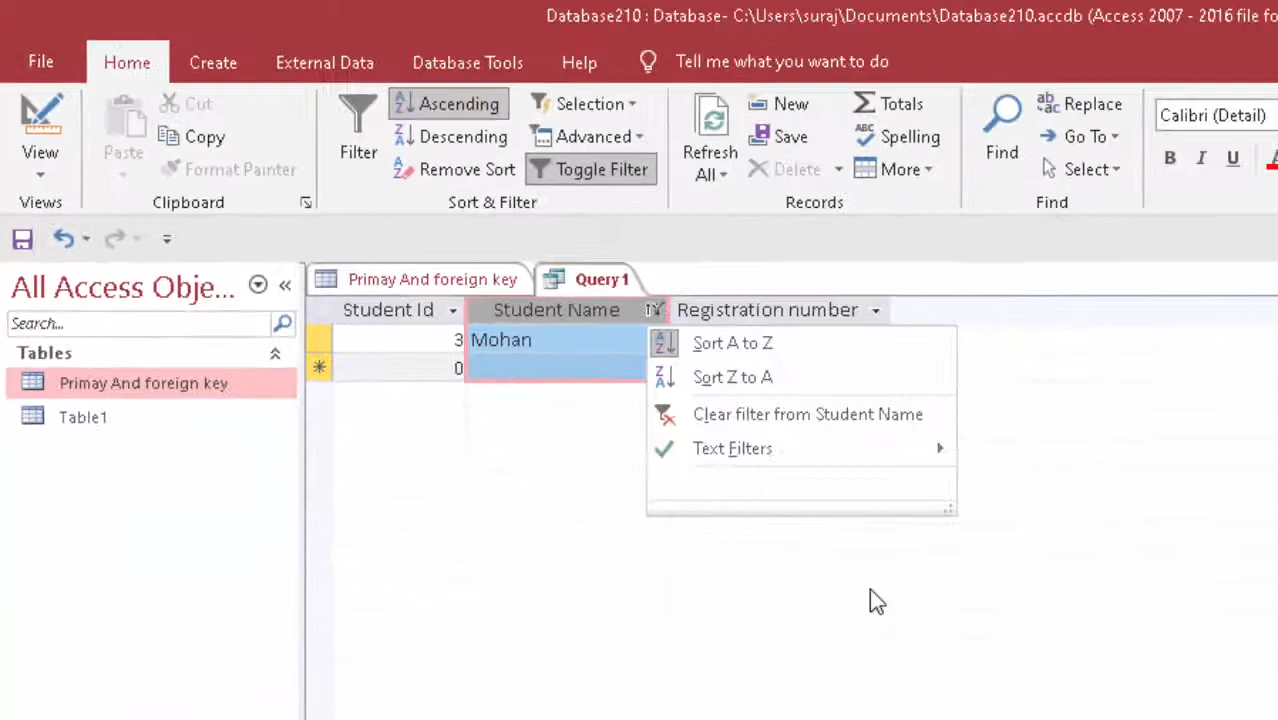 Database210 : Database- C:\Users\suraj\Documents\Database210.accdb (Access 2007 - 2016 file fo
File Home Create External Data Database Tools Help Tell me what you want to do
View
Views
Paste
Cut
Copy
Format Painter
Clipboard
Filter
Ascending
Descending
Remove Sort
Selection
Advanced
Toggle Filter
Sort & Filter
Refresh
All
New
Save
Delete
Totals
Spelling
More
Records
Find
Replace
Go To
Select
Find
Calibri (Detail)
B I U A
All Access Obje...
Search...
Tables
Primay And foreign key
Table1
Primay And foreign key Query1
Student Id Student Name Registration number
3 Mohan
0
Sort A to Z
Sort Z to A
Clear filter from Student Name
Text Filters